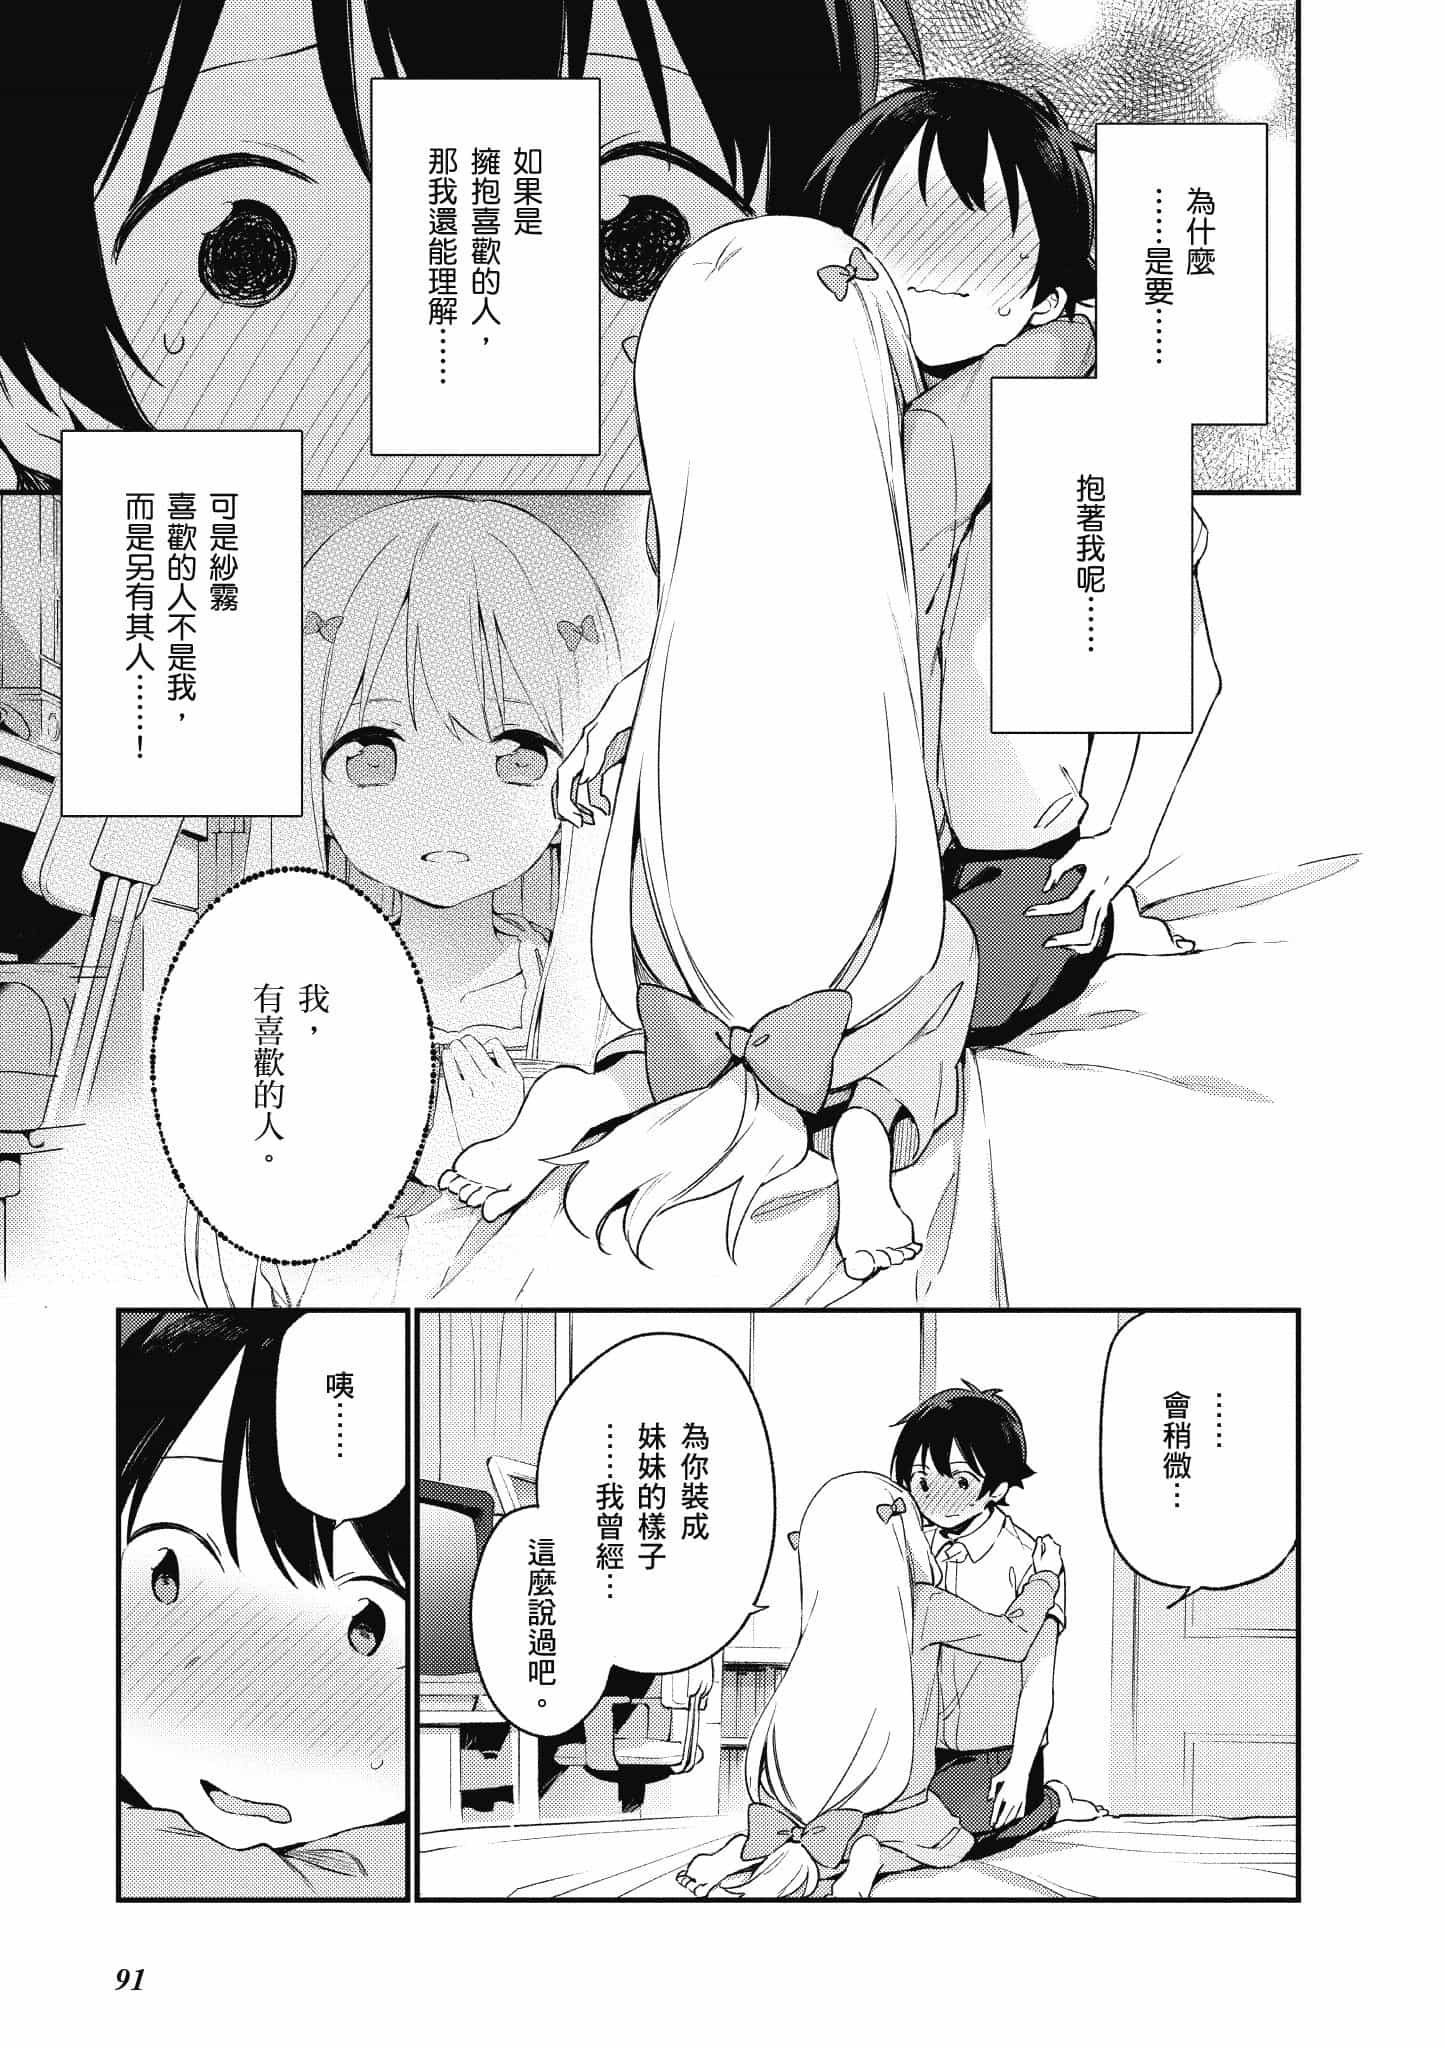 為什麼
……是要……
抱著我呢……
如果是
擁抱喜歡的人，
那我還能理解……
可是紗霧
喜歡的人不是我，
而是另有其人……！
我，
有喜歡的人。
……
會稍微…
為你裝成
妹妹的樣子
……我曾經…
這麼說過吧。
咦……
91